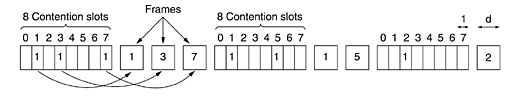 Frames
8 Contention slots 8 Contention slots 1 d
0 1 2 3 4 5 6 7 0 1 2 3 4 5 6 7 0 1 2 3 4 5 6 7
1 1 1 1 3 7 1 1 1 5 1 2